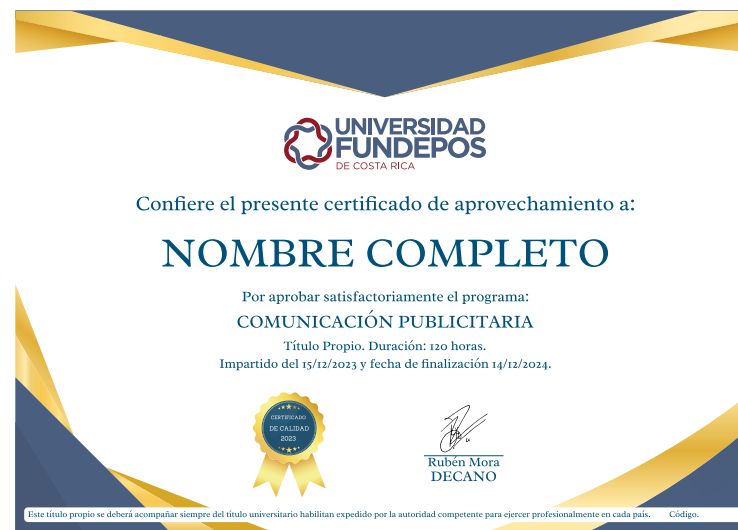 UNIVERSIDAD
FUNDEPOS
DE COSTA RICA
Confiere el presente certificado de aprovechamiento a:
NOMBRE COMPLETO
Por aprobar satisfactoriamente el programa:
COMUNICACIÓN PUBLICITARIA
Título Propio. Duración: 120 horas.
Impartido del 15/12/2023 y fecha de finalización 14/12/2024.
CERTIFICADO
DE CALIDAD
2023
Rubén Mora
DECANO
Este título propio se deberá acompañar siempre del título universitario habilitan expedido por la autoridad competente para ejercer profesionalmente en cada país. Código.